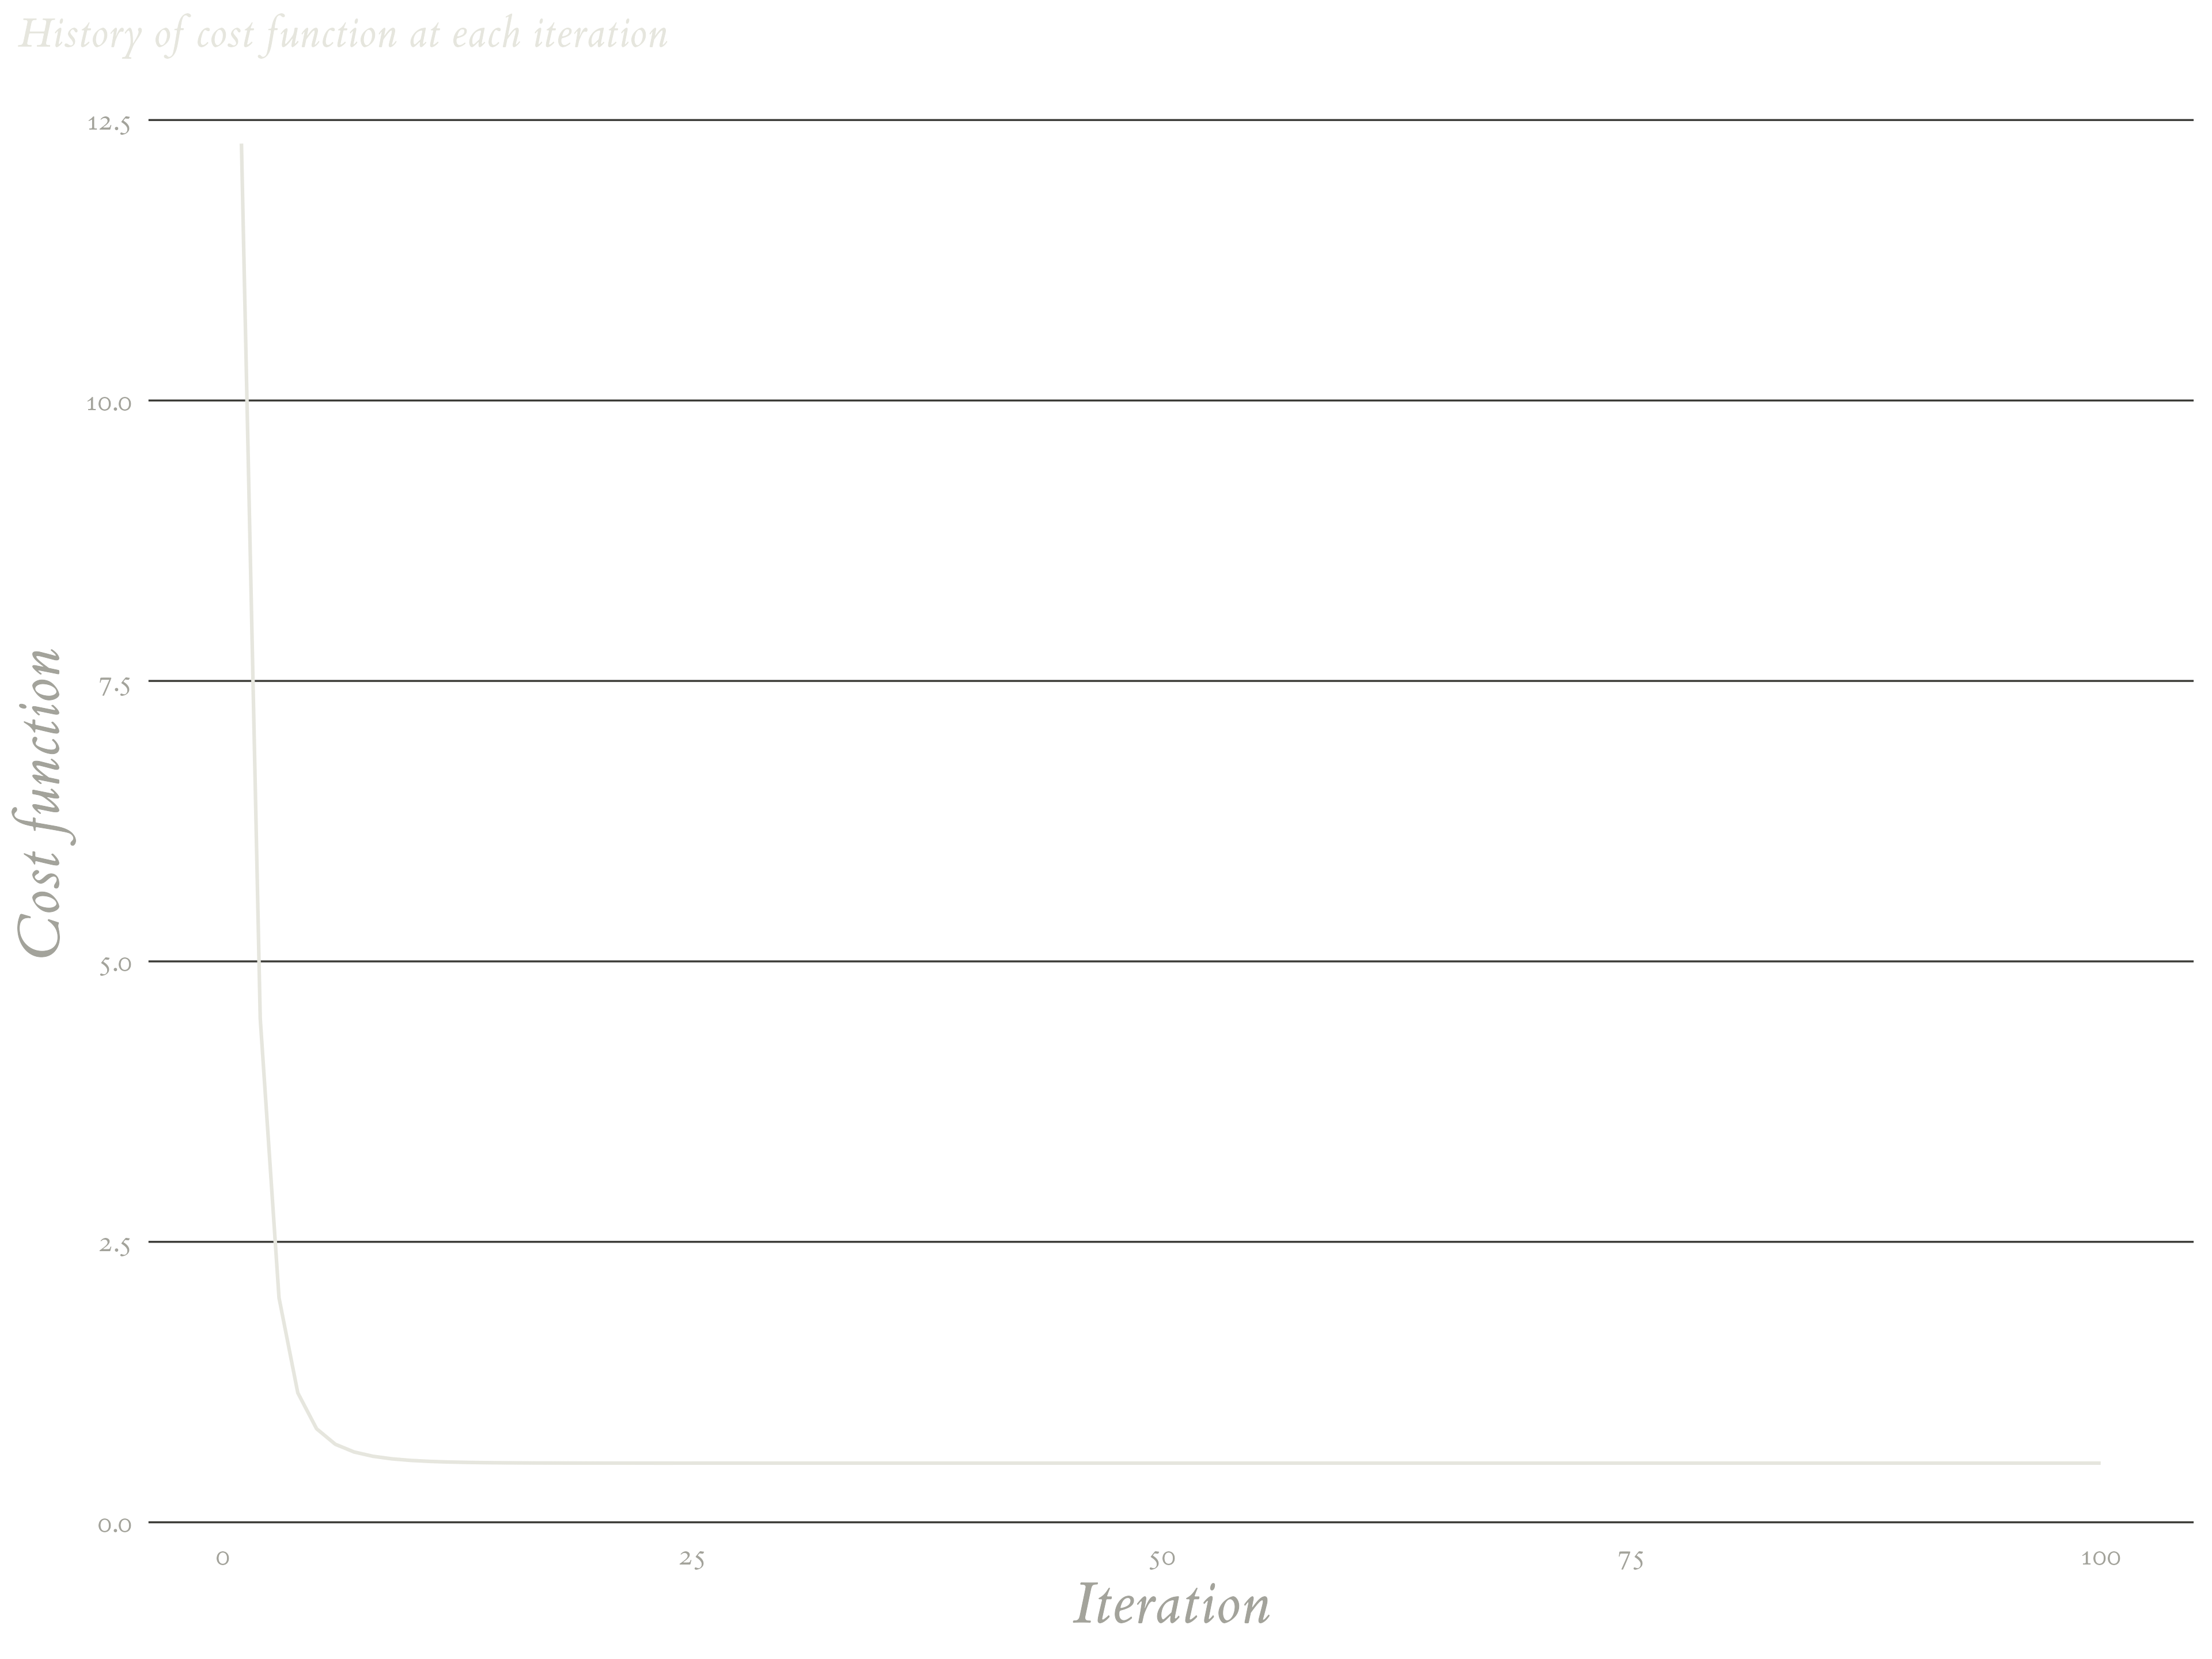 History of cost function at each iteration
12.5
10.0
7.5
5.0
2.5
0.0
Cost function
0 25 50 75 100
Iteration